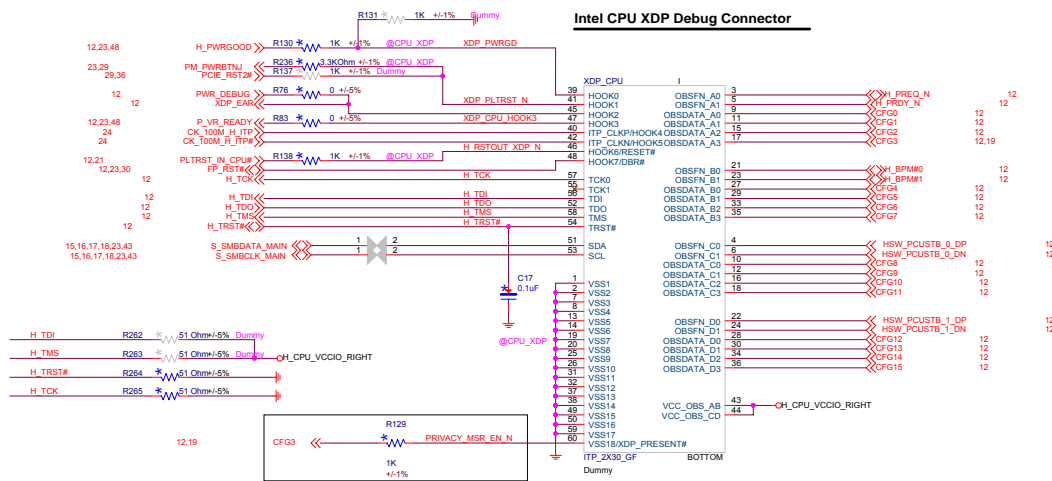 Intel CPU XDP Debug Connector
R131 1K +/-1% Dummy
12,23,48 H_PWRGOOD R130 1K +/-1% @CPU_XDP XDP_PWRGD
23,29 PM_PWRBTNJ R236 3.3KOhm +/-1% @CPU_XDP
29,36 PCIE_RST2# R137 1K +/-1% Dummy
12 PWR_DEBUG R76 0 +/-5%
12 XDP_EAR XDP_PLTRST_N
12,23,48 P_VR_READY R83 0 +/-5% XDP_CPU_HOOK3
24 CK_100M_H_ITP
24 CK_100M_H_ITP#
H_RSTOUT_XDP_N
12,21 PLTRST_IN_CPU# R138 1K +/-1% @CPU_XDP
12,23,30 FP_RST#
12 H_TCK H_TCK
12 H_TDI H_TDI
12 H_TDO H_TDO
12 H_TMS H_TMS
12 H_TRST# H_TRST#
15,16,17,18,23,43 S_SMBDATA_MAIN 1 2
15,16,17,18,23,43 S_SMBCLK_MAIN 1 2
C17
0.1uF
@CPU_XDP
XDP_CPU I
39 HOOK0
41 HOOK1
45 HOOK2
47 HOOK3
40 ITP_CLKP/HOOK4
42 ITP_CLKN/HOOK5
46 HOOK6/RESET#
48 HOOK7/DBR#
57 TCK0
55 TCK1
56 TDI
52 TDO
58 TMS
54 TRST#
51 SDA
53 SCL
1 VSS1
2 VSS2
7 VSS3
8 VSS4
13 VSS5
14 VSS6
19 VSS7
20 VSS8
25 VSS9
26 VSS10
31 VSS11
32 VSS12
37 VSS13
38 VSS14
49 VSS15
50 VSS16
59 VSS17
60 VSS18/XDP_PRESENT#
OBSFN_A0 3 H_PREQ_N 12
OBSFN_A1 5 H_PRDY_N 12
OBSDATA_A0 9 CFG0 12
OBSDATA_A1 11 CFG1 12
OBSDATA_A2 15 CFG2 12
OBSDATA_A3 17 CFG3 12,19
OBSFN_B0 21 H_BPM#0 12
OBSFN_B1 23 H_BPM#1 12
OBSDATA_B0 27 CFG4 12
OBSDATA_B1 29 CFG5 12
OBSDATA_B2 33 CFG6 12
OBSDATA_B3 35 CFG7 12
OBSFN_C0 4 HSW_PCUSTB_0_DP 12
OBSFN_C1 6 HSW_PCUSTB_0_DN 12
OBSDATA_C0 10 CFG8 12
OBSDATA_C1 12 CFG9 12
OBSDATA_C2 16 CFG10 12
OBSDATA_C3 18 CFG11 12
OBSFN_D0 22 HSW_PCUSTB_1_DP 12
OBSFN_D1 24 HSW_PCUSTB_1_DN 12
OBSDATA_D0 28 CFG12 12
OBSDATA_D1 30 CFG13 12
OBSDATA_D2 34 CFG14 12
OBSDATA_D3 36 CFG15 12
VCC_OBS_AB 43 H_CPU_VCCIO_RIGHT
VCC_OBS_CD 44
ITP_2X30_GF BOTTOM
Dummy
H_TDI R262 51 Ohm+/-5% Dummy
H_TMS R263 51 Ohm+/-5% Dummy H_CPU_VCCIO_RIGHT
H_TRST# R264 51 Ohm+/-5%
H_TCK R265 51 Ohm+/-5%
R129
12,19 CFG3 PRIVACY_MSR_EN_N
1K
+/-1%